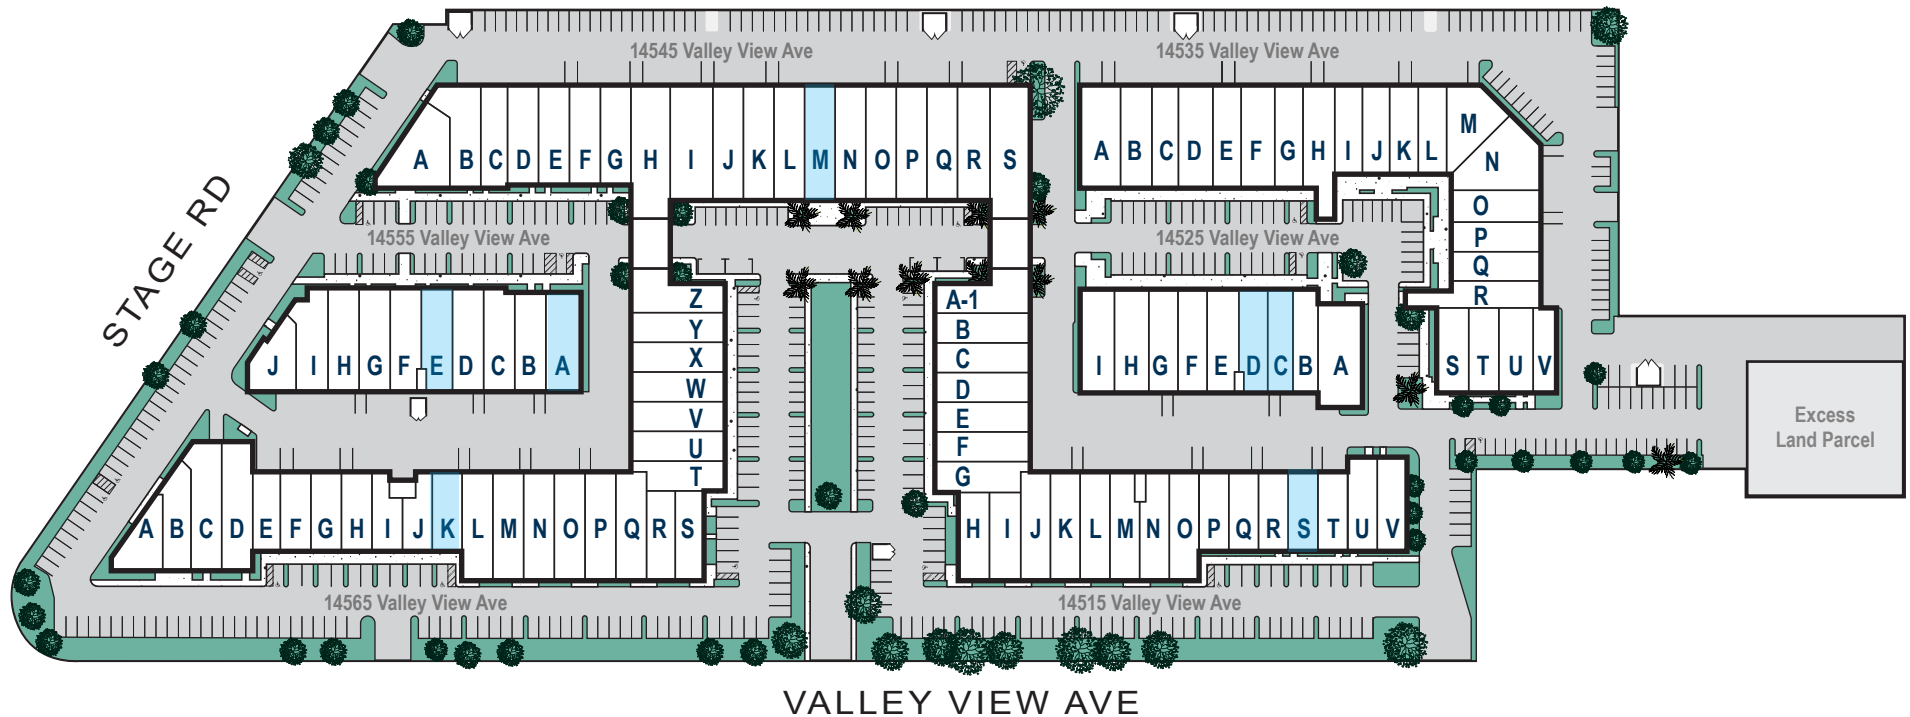 14545 Valley View Ave
14535 Valley View Ave
A B C D E F G H I J K L M N O P Q R S
A B C D E F G H I J K L M
N
O
P
Q
R
S T U V
STAGE RD
14555 Valley View Ave
14525 Valley View Ave
J I H G F E D C B A
Z
Y
X
W
V
U
T
A-1
B
C
D
E
F
G
I H G F E D C B A
Excess
Land Parcel
A B C D E F G H I J K L M N O P Q R S
H I J K L M N O P Q R S T U V
14565 Valley View Ave
14515 Valley View Ave
VALLEY VIEW AVE